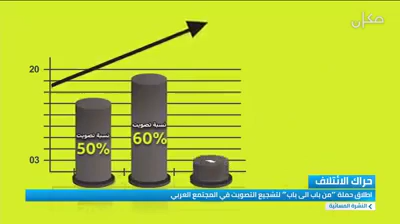 مكان
20
نسبة تصويت
60%
نسبة تصويت
50%
03
حراك الائتلاف
اطلاق حملة "من باب الى باب" لتشجيع التصويت في المجتمع العربي
النشرة المسائية